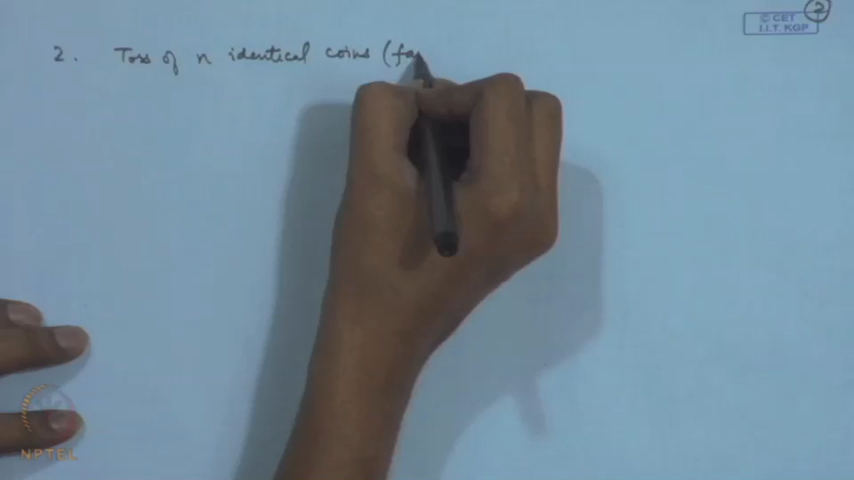 © CET
I.I.T. KGP
2
2. Toss of n identical coins (fa
NPTEL